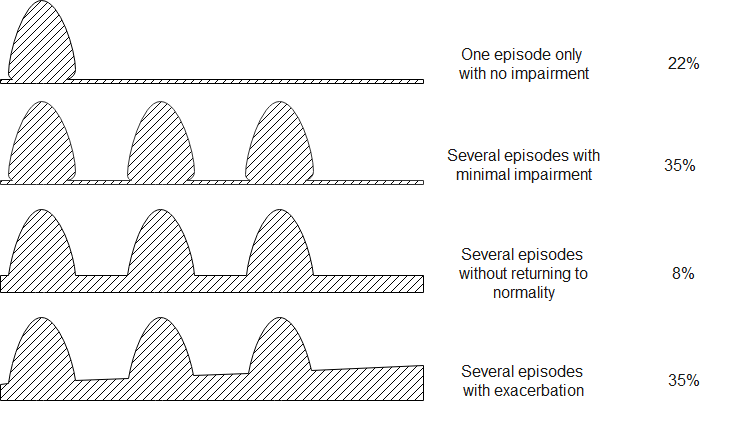 One episode only
with no impairment
22%
Several episodes with
minimal impairment
35%
Several episodes
without returning to
normality
8%
Several episodes
with exacerbation
35%